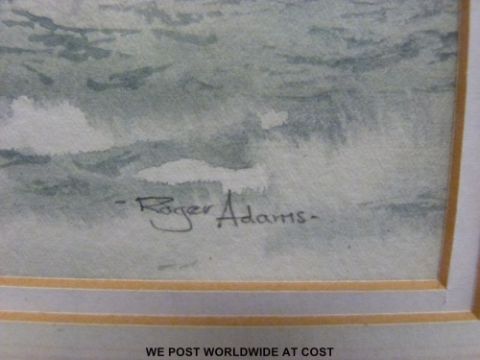 - Roger Adams -
WE POST WORLDWIDE AT COST